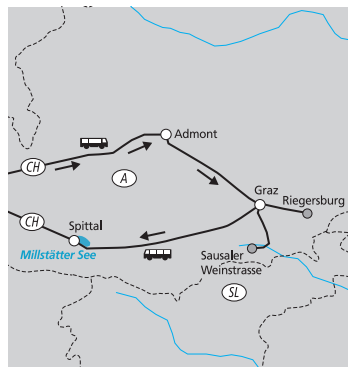 Admont
CH
A
Graz
Riegersburg
CH
Spittal
Millstätter See
Sausaler
Weinstrasse
SL